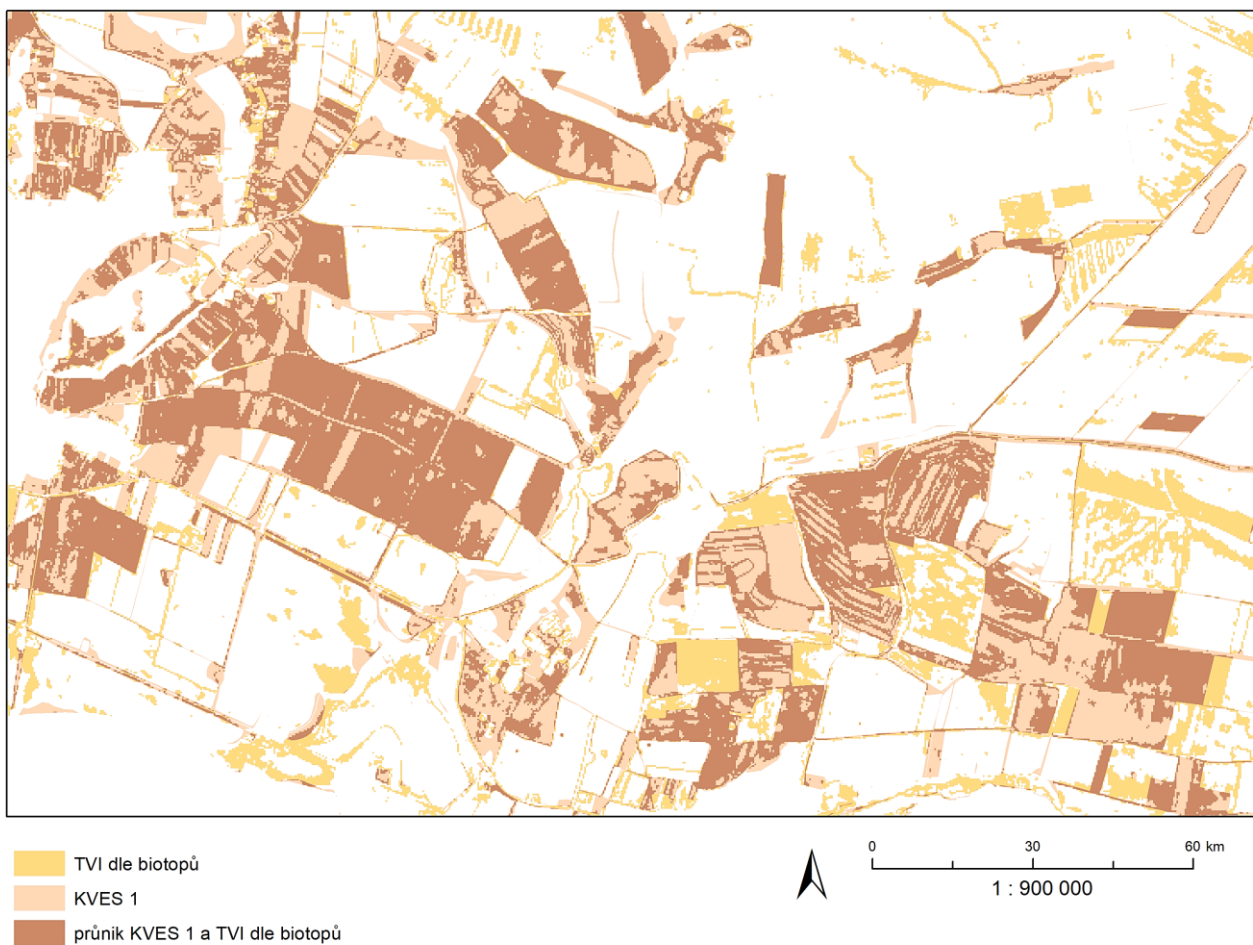 TVI dle biotopů
KVES 1
průnik KVES 1 a TVI dle biotopů
0 30 60 km
1 : 900 000